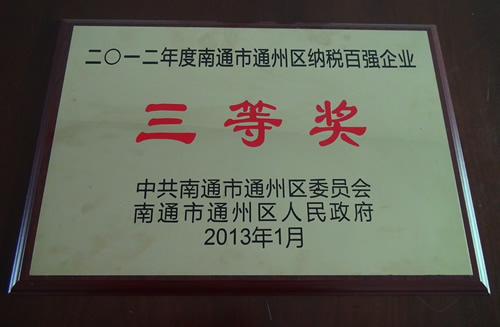 二〇一二年度南通市通州区纳税百强企业
三等奖
中共南通市通州区委员会
南通市通州区人民政府
2013年1月